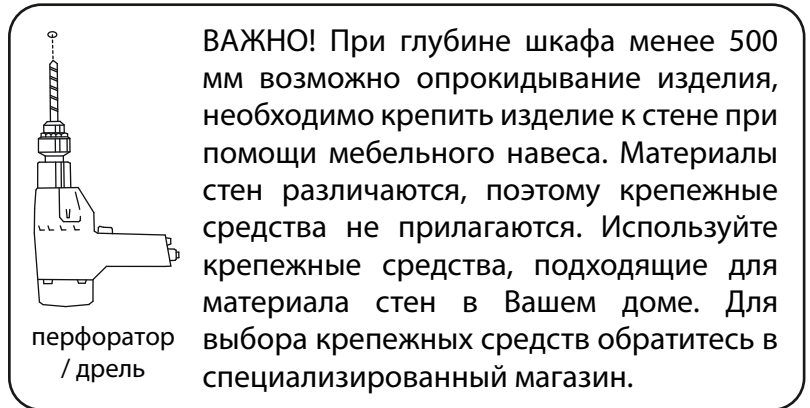 ВАЖНО! При глубине шкафа менее 500
мм возможно опрокидывание изделия,
необходимо крепить изделие к стене при
помощи мебельного навеса. Материалы
стен различаются, поэтому крепежные
средства не прилагаются. Используйте
крепежные средства, подходящие для
материала стен в Вашем доме. Для
выбора крепежных средств обратитесь в
специализированный магазин.
перфоратор
/ дрель